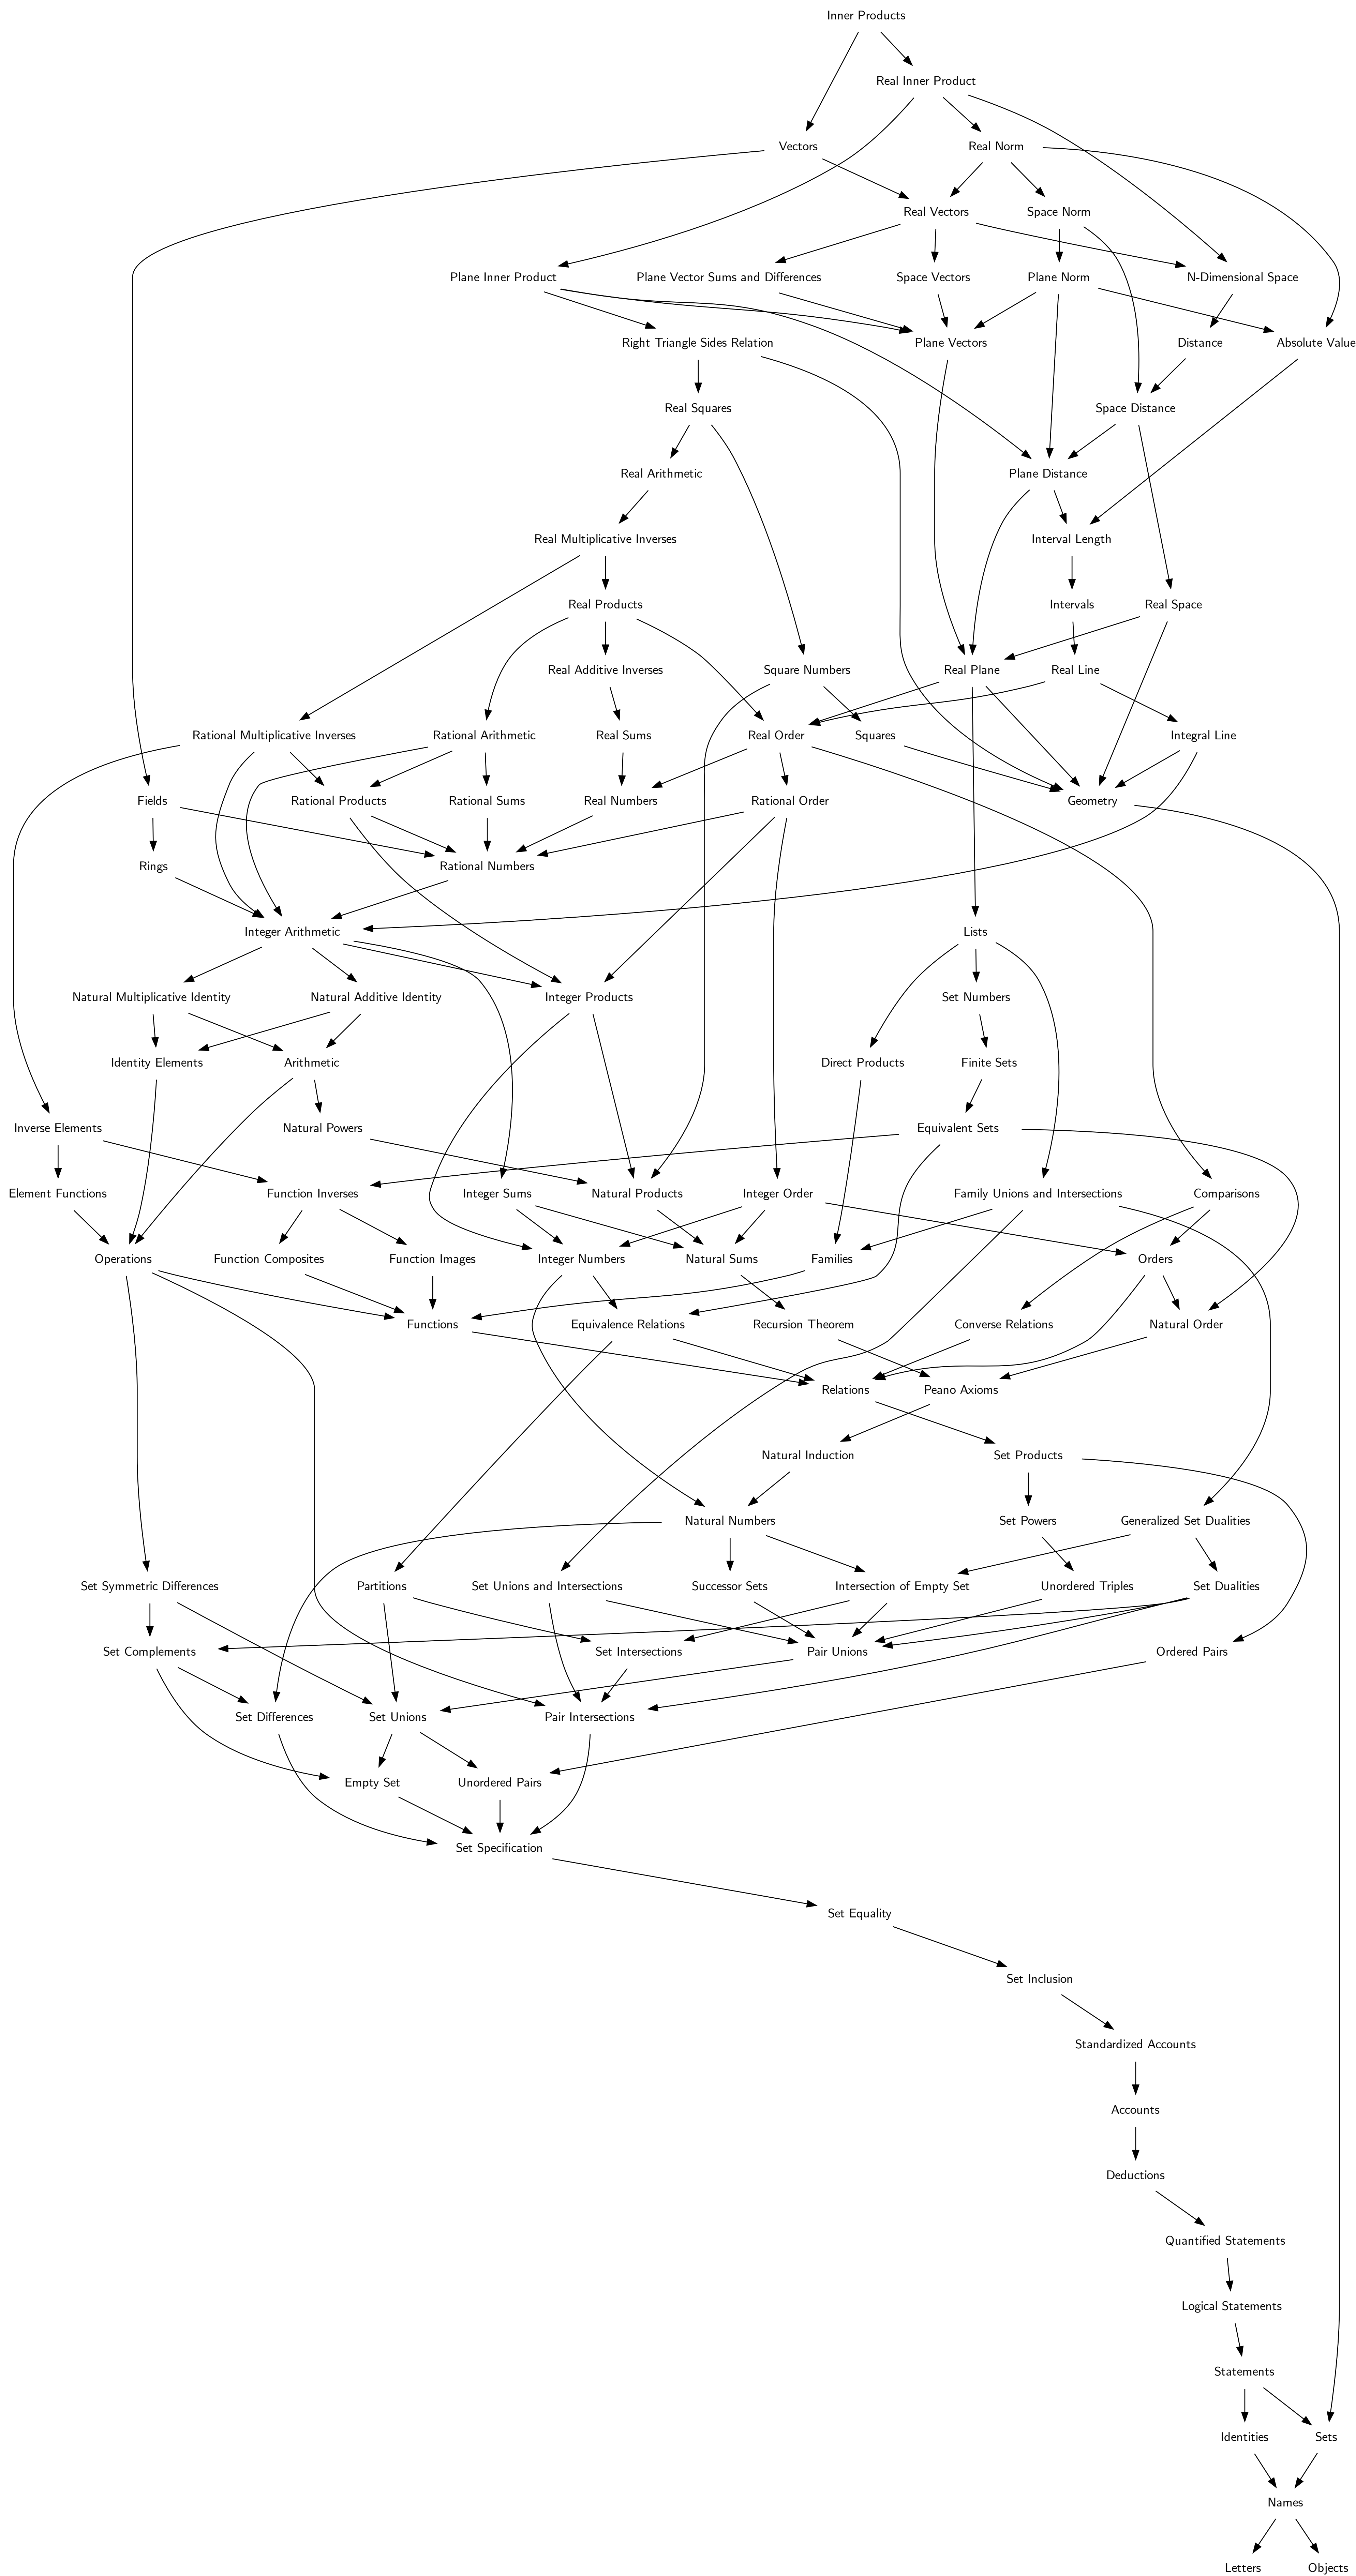 Inner Products
Real Inner Product
Vectors
Real Norm
Real Vectors
Space Norm
Plane Inner Product
Plane Vector Sums and Differences
Space Vectors
Plane Norm
N-Dimensional Space
Right Triangle Sides Relation
Plane Vectors
Distance
Absolute Value
Real Squares
Space Distance
Real Arithmetic
Plane Distance
Real Multiplicative Inverses
Interval Length
Real Products
Intervals
Real Space
Real Additive Inverses
Square Numbers
Real Plane
Real Line
Rational Multiplicative Inverses
Rational Arithmetic
Real Sums
Real Order
Squares
Integral Line
Fields
Rational Products
Rational Sums
Real Numbers
Rational Order
Geometry
Rings
Rational Numbers
Integer Arithmetic
Lists
Natural Multiplicative Identity
Natural Additive Identity
Integer Products
Set Numbers
Identity Elements
Arithmetic
Direct Products
Finite Sets
Inverse Elements
Natural Powers
Equivalent Sets
Element Functions
Function Inverses
Integer Sums
Natural Products
Integer Order
Family Unions and Intersections
Comparisons
Operations
Function Composites
Function Images
Integer Numbers
Natural Sums
Families
Orders
Functions
Equivalence Relations
Recursion Theorem
Converse Relations
Natural Order
Relations
Peano Axioms
Natural Induction
Set Products
Natural Numbers
Set Powers
Generalized Set Dualities
Set Symmetric Differences
Partitions
Set Unions and Intersections
Successor Sets
Intersection of Empty Set
Unordered Triples
Set Dualities
Set Complements
Set Intersections
Pair Unions
Ordered Pairs
Set Differences
Set Unions
Pair Intersections
Empty Set
Unordered Pairs
Set Specification
Set Equality
Set Inclusion
Standardized Accounts
Accounts
Deductions
Quantified Statements
Logical Statements
Statements
Identities
Sets
Names
Letters
Objects